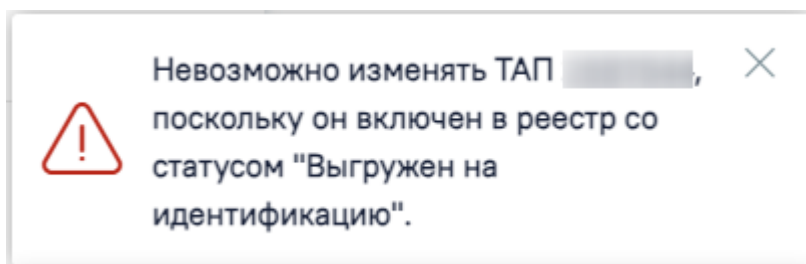 Невозможно изменять ТАП ,
поскольку он включен в реестр со
статусом "Выгружен на
идентификацию".